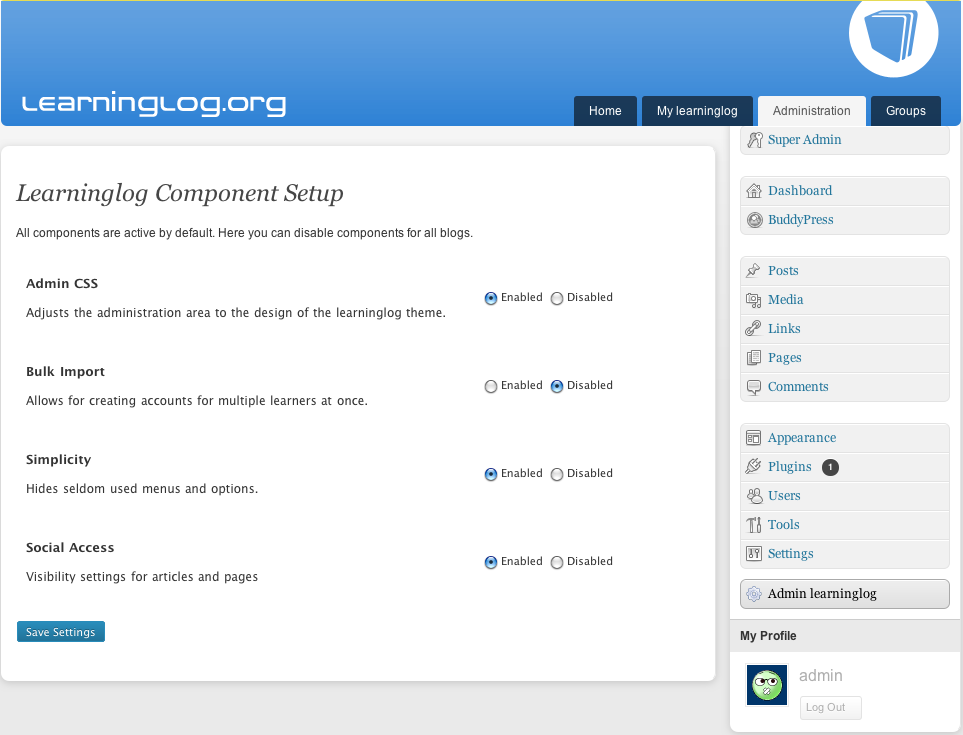 Learninglog.org
Home
My learninglog
Administration
Groups
Learninglog Component Setup
All components are active by default. Here you can disable components for all blogs.
Admin CSS
Enabled Disabled
Adjusts the administration area to the design of the learninglog theme.
Bulk Import
Enabled Disabled
Allows for creating accounts for multiple learners at once.
Simplicity
Enabled Disabled
Hides seldom used menus and options.
Social Access
Enabled Disabled
Visibility settings for articles and pages
Save Settings
Super Admin
Dashboard
BuddyPress
Posts
Media
Links
Pages
Comments
Appearance
Plugins 1
Users
Tools
Settings
Admin learninglog
My Profile
admin
Log Out